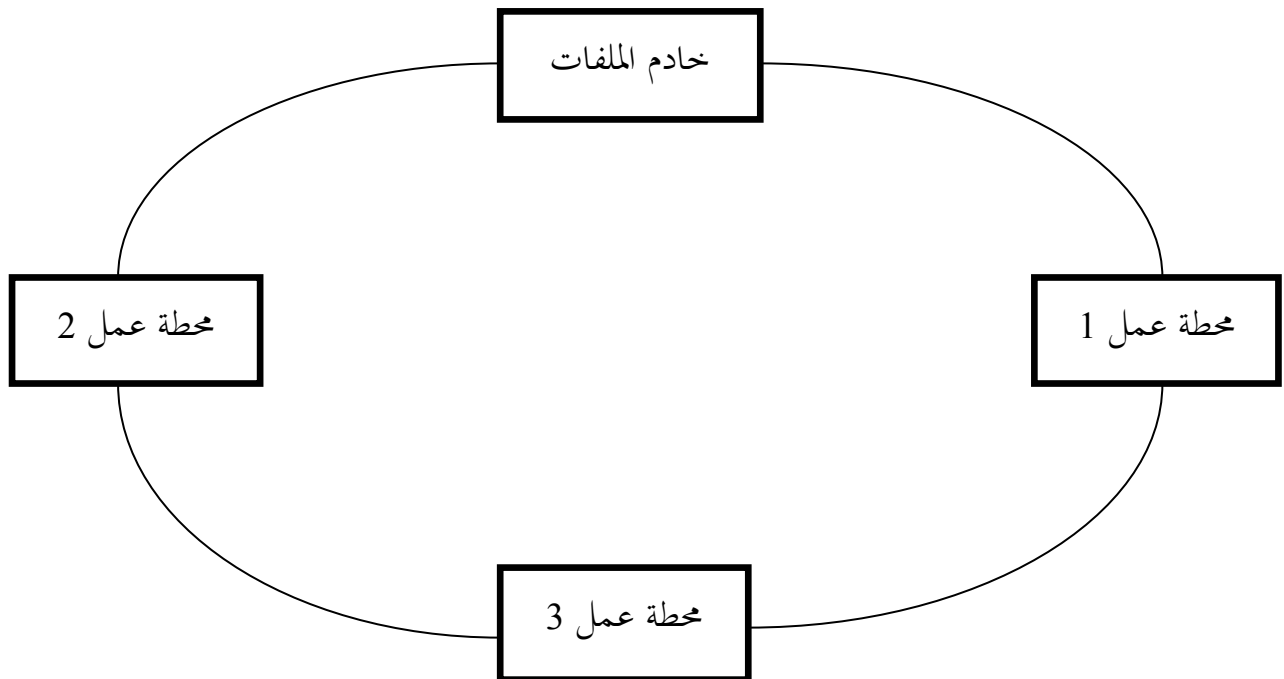 خادم الملفات
محطة عمل 1
محطة عمل 2
محطة عمل 3